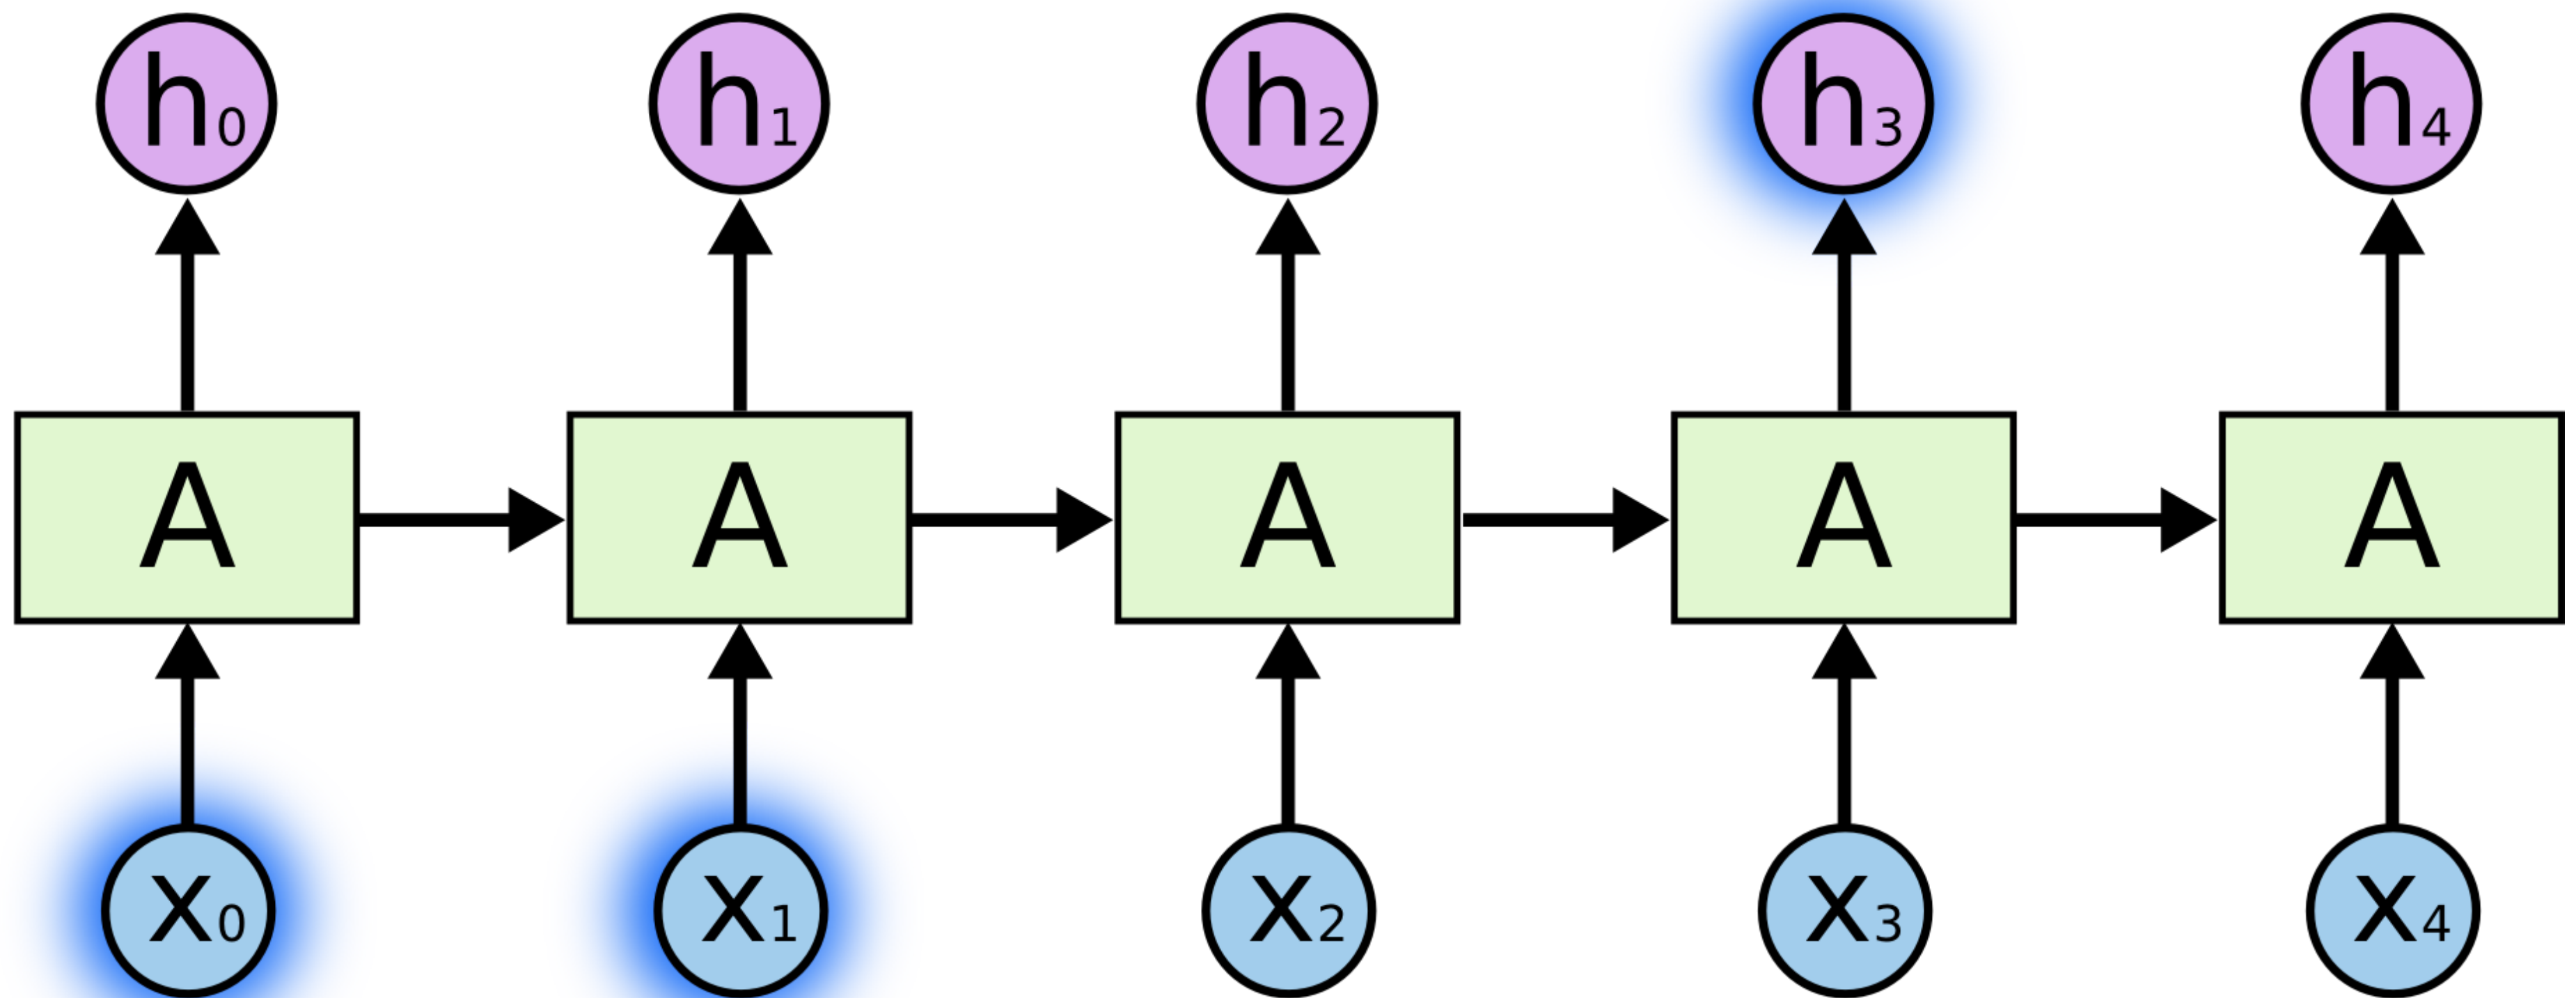 h₀ h₁ h₂ h₃ h₄
A A A A A
x₀ x₁ x₂ x₃ x₄